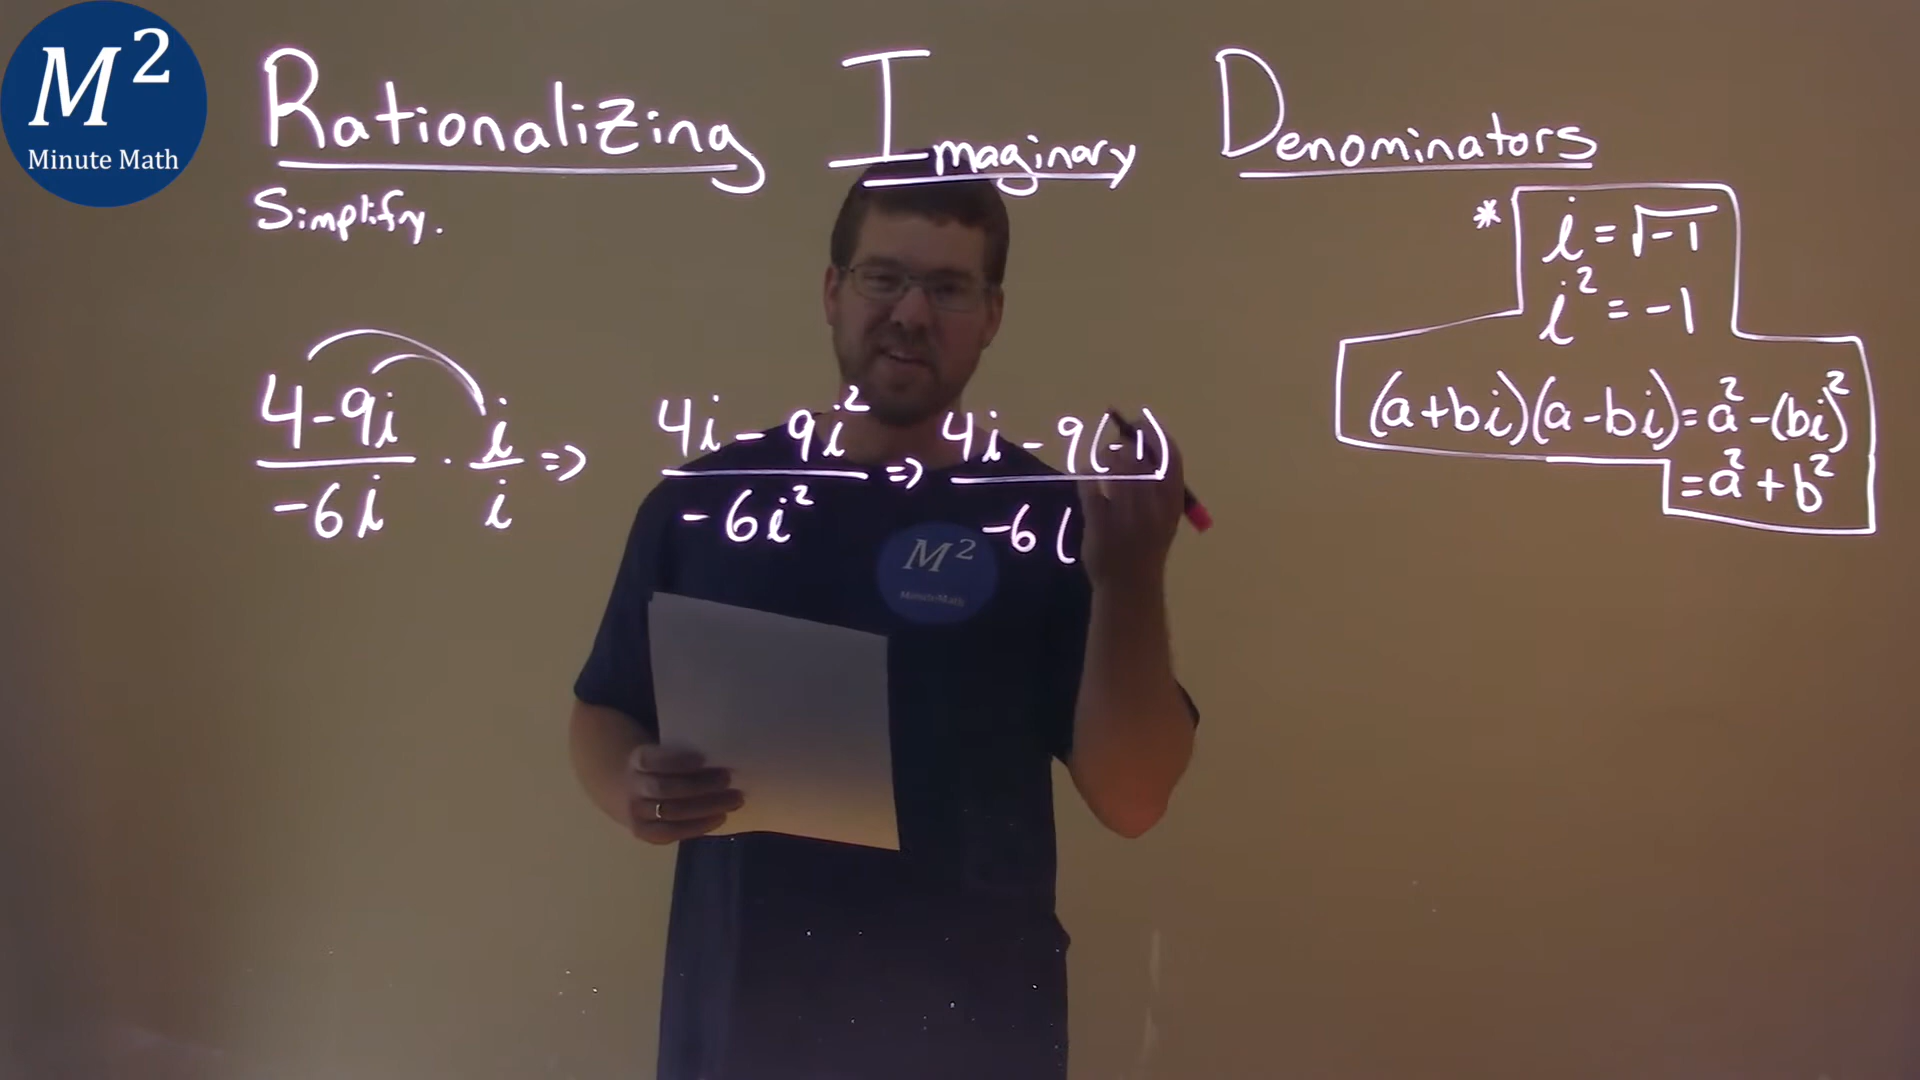 M²
Minute Math
Rationalizing Imaginary Denominators
Simplify.
* i = √-1
i² = -1
(a+bi)(a-bi) = a² - (bi)²
= a² + b²
4-9i / -6i · i / i => 4i - 9i² / -6i² => 4i - 9(-1) / -6(
M²
MinuteMath